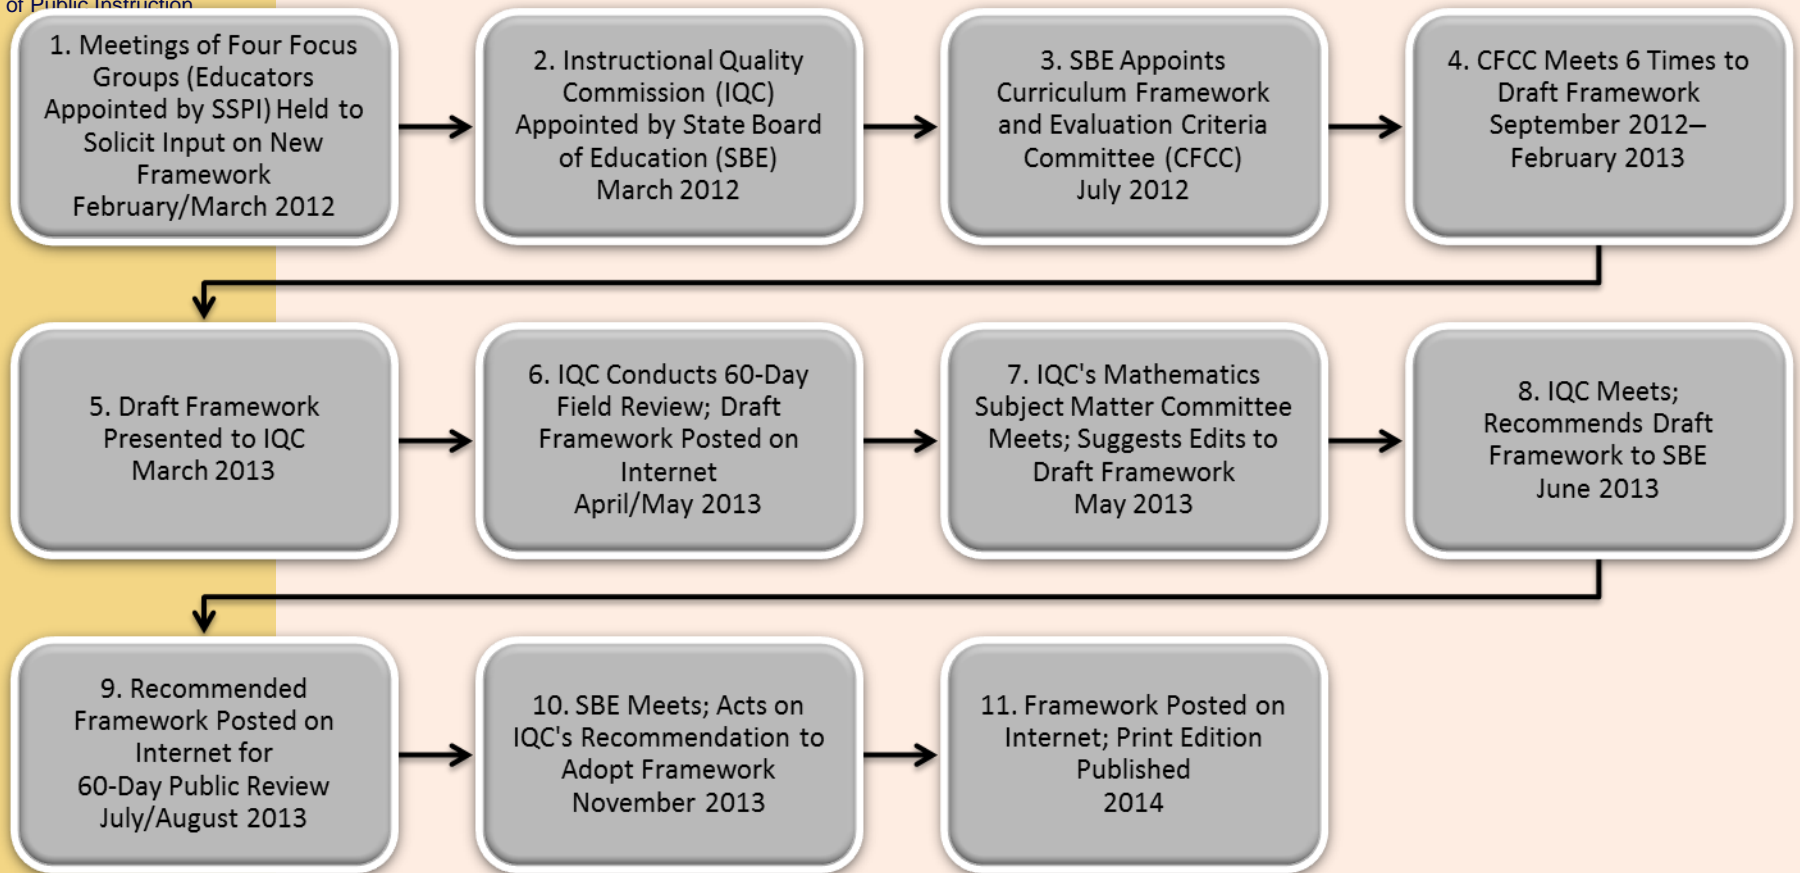 of Public Instruction
1. Meetings of Four Focus
Groups (Educators
Appointed by SSPI) Held to
Solicit Input on New
Framework
February/March 2012
2. Instructional Quality
Commission (IQC)
Appointed by State Board
of Education (SBE)
March 2012
3. SBE Appoints
Curriculum Framework
and Evaluation Criteria
Committee (CFCC)
July 2012
4. CFCC Meets 6 Times to
Draft Framework
September 2012–
February 2013
5. Draft Framework
Presented to IQC
March 2013
6. IQC Conducts 60-Day
Field Review; Draft
Framework Posted on
Internet
April/May 2013
7. IQC's Mathematics
Subject Matter Committee
Meets; Suggests Edits to
Draft Framework
May 2013
8. IQC Meets;
Recommends Draft
Framework to SBE
June 2013
9. Recommended
Framework Posted on
Internet for
60-Day Public Review
July/August 2013
10. SBE Meets; Acts on
IQC's Recommendation to
Adopt Framework
November 2013
11. Framework Posted on
Internet; Print Edition
Published
2014